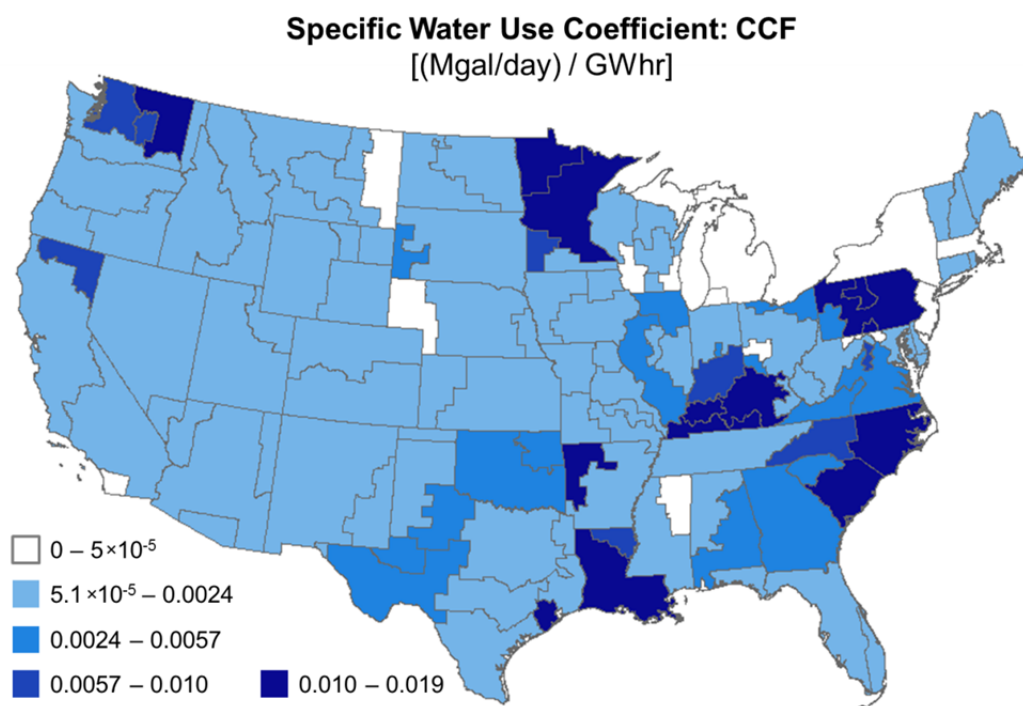 Specific Water Use Coefficient: CCF
[(Mgal/day) / GWhr]
0 – 5×10⁻⁵
5.1 ×10⁻⁵ – 0.0024
0.0024 – 0.0057
0.0057 – 0.010
0.010 – 0.019